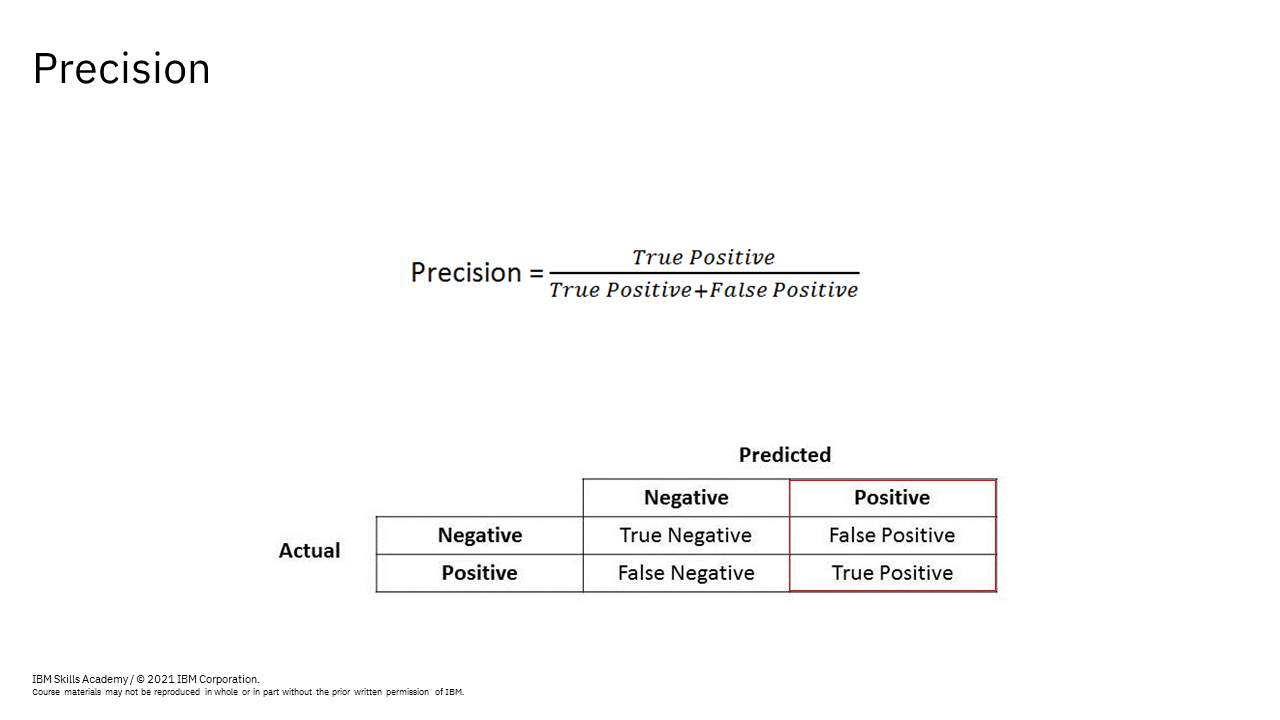 Precision
Precision = True Positive / True Positive+False Positive
Predicted
Negative Positive
Actual
Negative True Negative False Positive
Positive False Negative True Positive
IBM Skills Academy / © 2021 IBM Corporation.
Course materials may not be reproduced in whole or in part without the prior written permission of IBM.